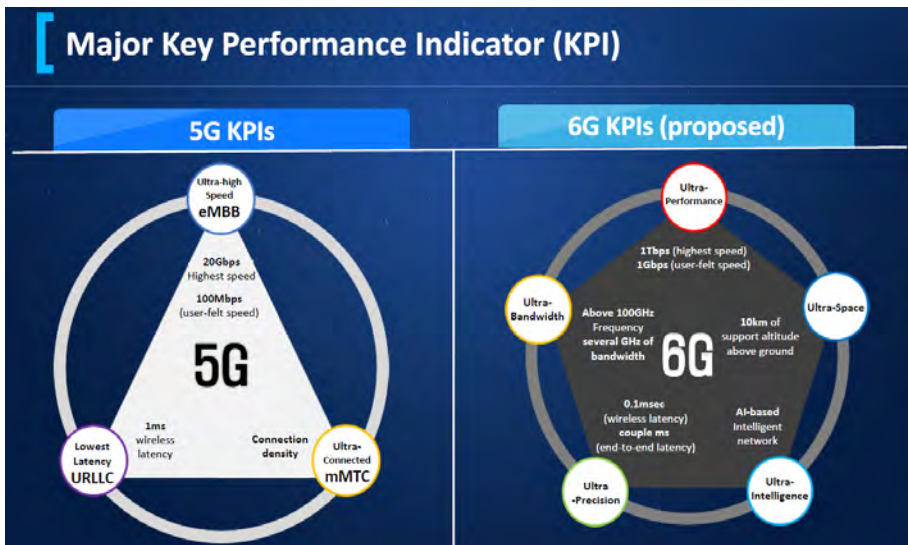 Major Key Performance Indicator (KPI)
5G KPIs
Ultra-high
Speed
eMBB
20Gbps
Highest speed
100Mbps
(user-felt speed)
5G
1ms
wireless
latency
Connection
density
Lowest
Latency
URLLC
Ultra-
Connected
mMTC
6G KPIs (proposed)
Ultra-
Performance
1Tbps (highest speed)
1Gbps (user-felt speed)
Ultra-
Bandwidth
Above 100GHz
Frequency
several GHz of
bandwidth
6G
10km of
support altitude
above ground
Ultra-Space
0.1msec
(wireless latency)
couple ms
(end-to-end latency)
AI-based
Intelligent
network
Ultra
-Precision
Ultra-
Intelligence